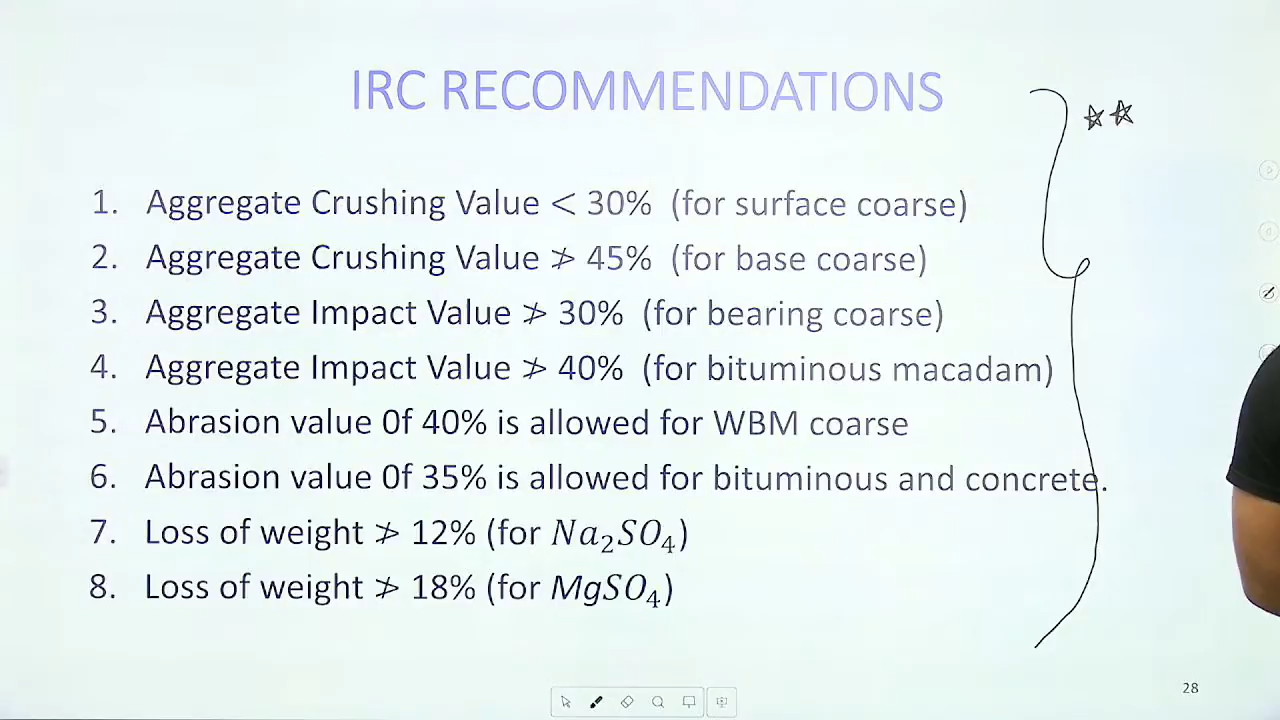 IRC RECOMMENDATIONS
1. Aggregate Crushing Value < 30% (for surface coarse)
2. Aggregate Crushing Value ≯ 45% (for base coarse)
3. Aggregate Impact Value ≯ 30% (for bearing coarse)
4. Aggregate Impact Value ≯ 40% (for bituminous macadam)
5. Abrasion value 0f 40% is allowed for WBM coarse
6. Abrasion value 0f 35% is allowed for bituminous and concrete.
7. Loss of weight ≯ 12% (for Na₂SO₄)
8. Loss of weight ≯ 18% (for MgSO₄)
28